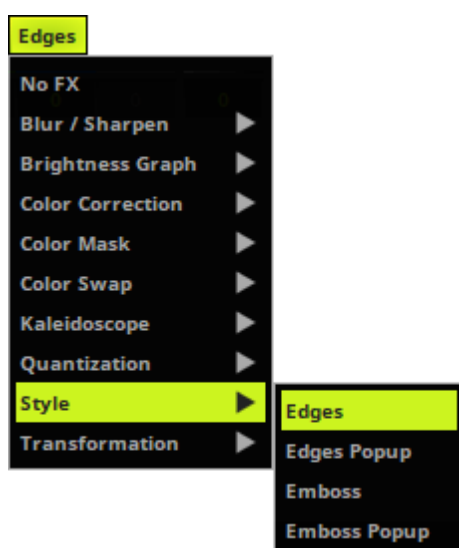 Edges
No FX
Blur / Sharpen
Brightness Graph
Color Correction
Color Mask
Color Swap
Kaleidoscope
Quantization
Style
Transformation
Edges
Edges Popup
Emboss
Emboss Popup